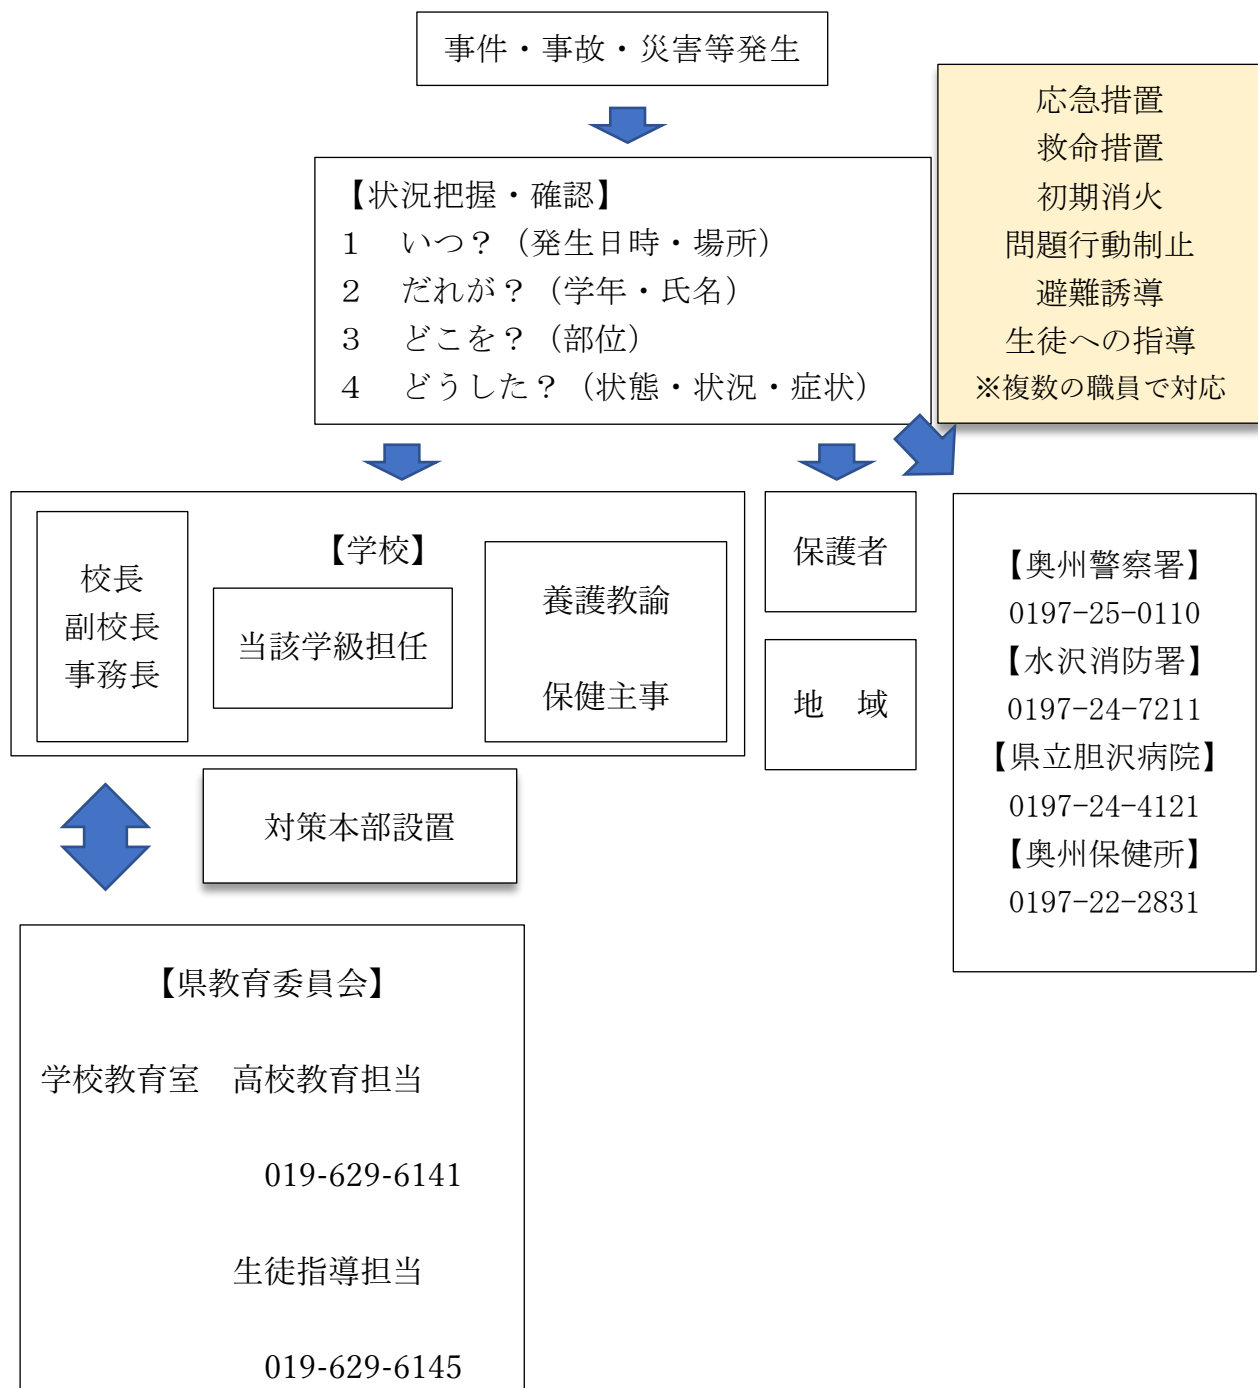 事件・事故・災害等発生
応急措置
救命措置
初期消火
問題行動制止
避難誘導
生徒への指導
※複数の職員で対応
【状況把握・確認】
１　いつ？（発生日時・場所）
２　だれが？（学年・氏名）
３　どこを？（部位）
４　どうした？（状態・状況・症状）
【学校】
校長
副校長
事務長
当該学級担任
養護教諭
保健主事
保護者
地　域
【奥州警察署】
0197-25-0110
【水沢消防署】
0197-24-7211
【県立胆沢病院】
0197-24-4121
【奥州保健所】
0197-22-2831
対策本部設置
【県教育委員会】
学校教育室　高校教育担当
019-629-6141
生徒指導担当
019-629-6145